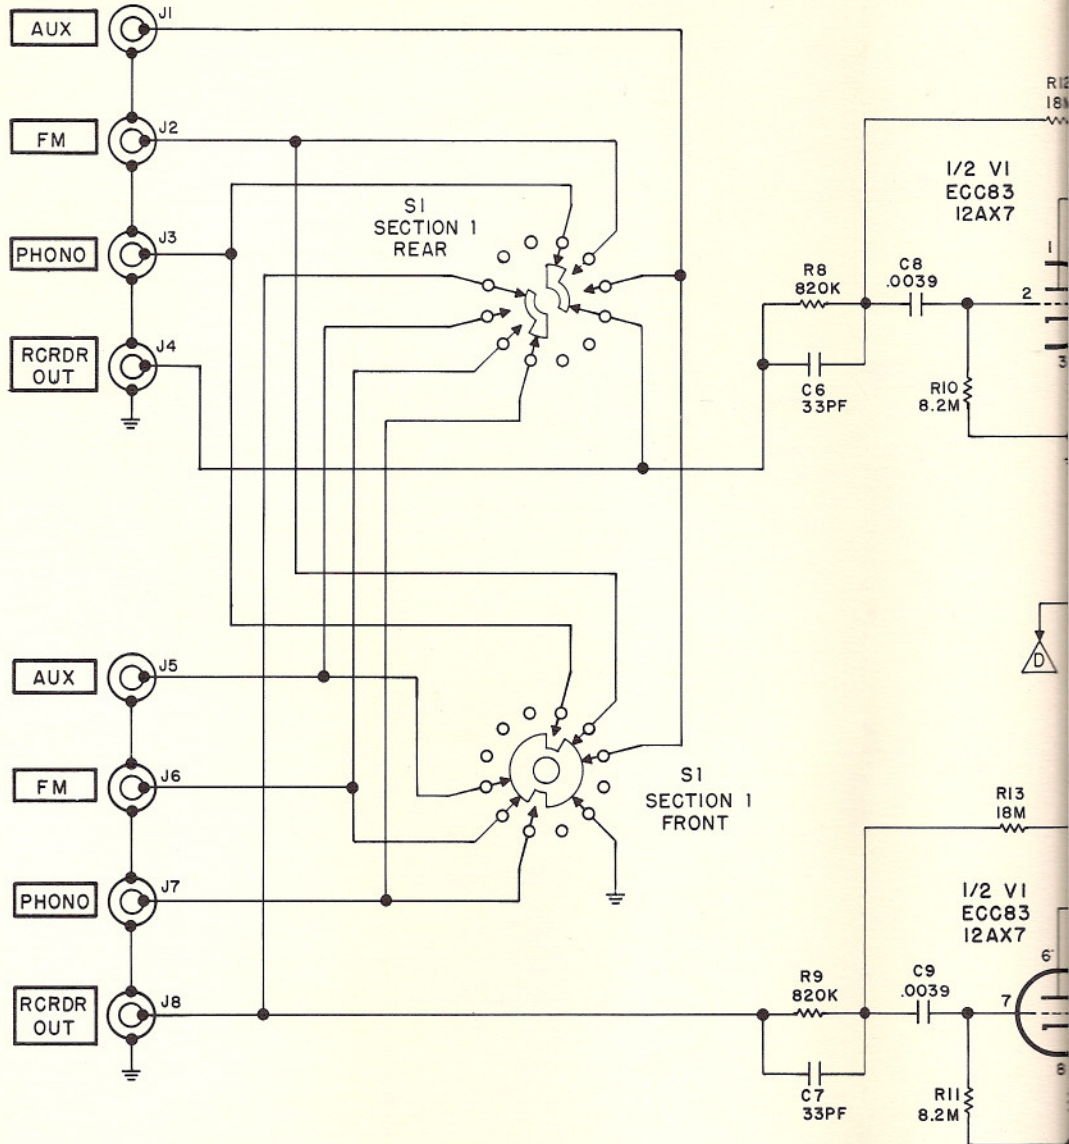 AUX
J1
FM
J2
PHONO
J3
RCRDR
OUT
J4
S1
SECTION 1
REAR
1/2 V1
ECC83
12AX7
R8
820K
C8
.0039
C6
33PF
R10
8.2M
1
2
3
D
AUX
J5
FM
J6
PHONO
J7
RCRDR
OUT
J8
S1
SECTION 1
FRONT
R13
18M
1/2 V1
ECC83
12AX7
R9
820K
C9
.0039
C7
33PF
R11
8.2M
6
7
8